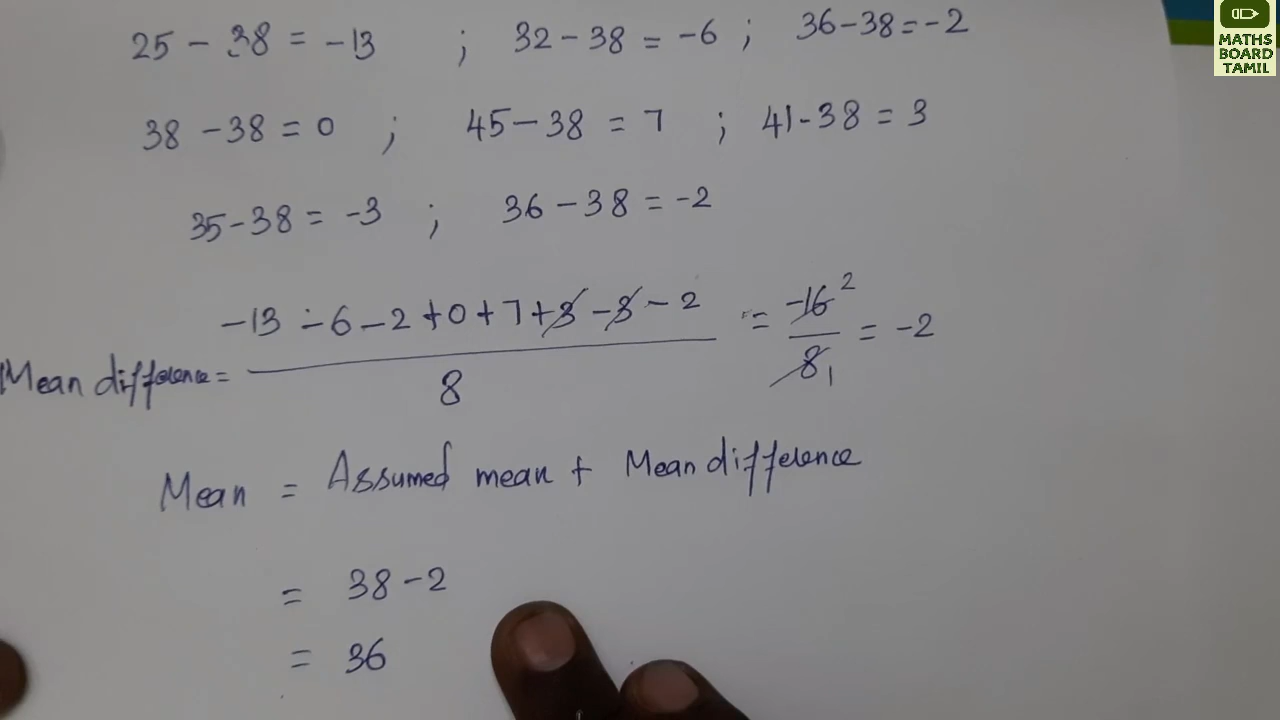 25 - 38 = -13 ; 32 - 38 = -6 ; 36 - 38 = -2
38 - 38 = 0 ; 45 - 38 = 7 ; 41 - 38 = 3
35 - 38 = -3 ; 36 - 38 = -2
-13 - 6 - 2 + 0 + 7 + 3 - 3 - 2 = -16 2 = -2
Mean difference =
8 8 1
Mean = Assumed mean + Mean difference
= 38 - 2
= 36
MATHS
BOARD
TAMIL